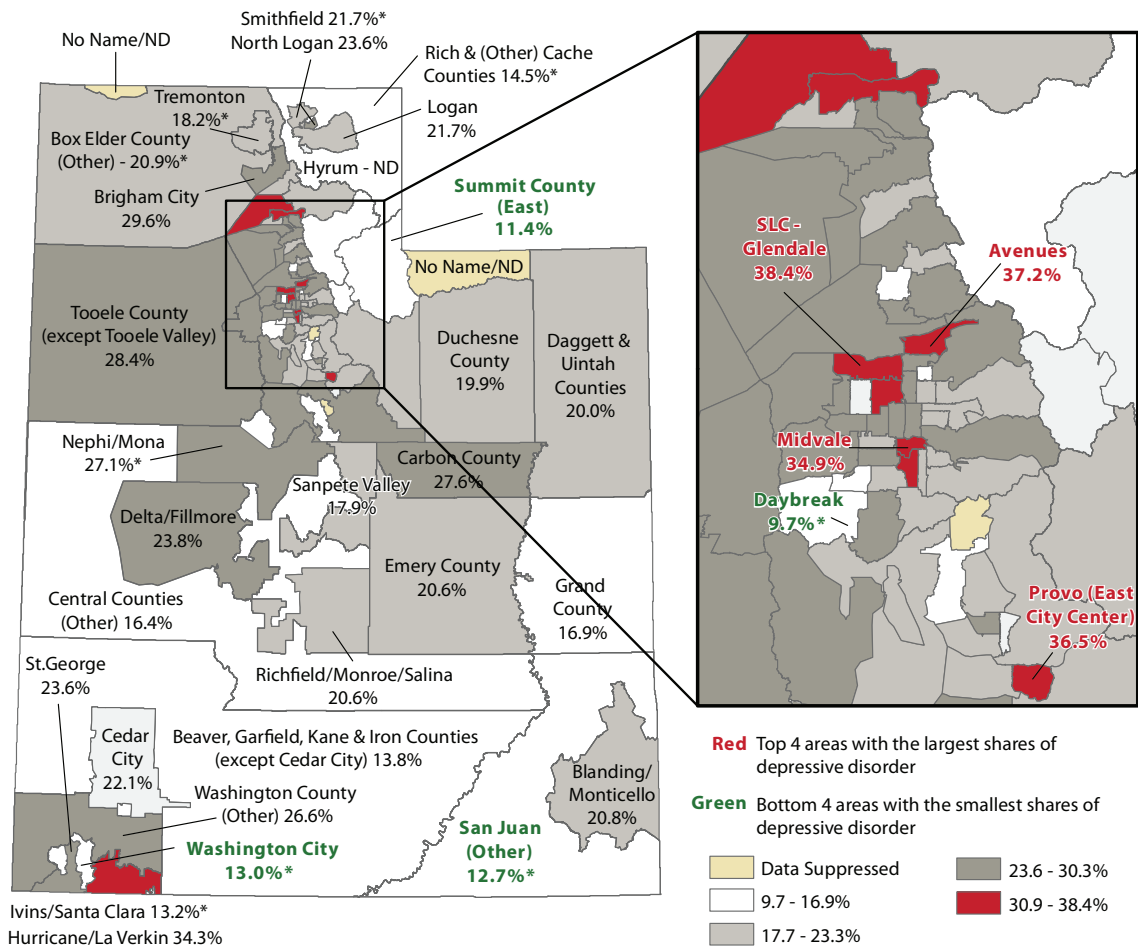 Smithfield 21.7%*
North Logan 23.6%
No Name/ND
Rich & (Other) Cache
Counties 14.5%*
Tremonton
18.2%*
Logan
21.7%
Box Elder County
(Other) - 20.9%*
Hyrum - ND
Brigham City
29.6%
Summit County
(East)
11.4%
No Name/ND
Tooele County
(except Tooele Valley)
28.4%
Duchesne
County
19.9%
Daggett &
Uintah
Counties
20.0%
Nephi/Mona
27.1%*
Carbon County
27.6%
Sanpete Valley
17.9%
Delta/Fillmore
23.8%
Emery County
20.6%
Grand
County
16.9%
Central Counties
(Other) 16.4%
Richfield/Monroe/Salina
20.6%
St.George
23.6%
Cedar
City
22.1%
Beaver, Garfield, Kane & Iron Counties
(except Cedar City) 13.8%
Washington County
(Other) 26.6%
Washington City
13.0%*
San Juan
(Other)
12.7%*
Blanding/
Monticello
20.8%
Ivins/Santa Clara 13.2%*
Hurricane/La Verkin 34.3%
SLC -
Glendale
38.4%
Avenues
37.2%
Midvale
34.9%
Daybreak
9.7%*
Provo (East
City Center)
36.5%
Red Top 4 areas with the largest shares of
depressive disorder
Green Bottom 4 areas with the smallest shares of
depressive disorder
Data Suppressed
9.7 - 16.9%
17.7 - 23.3%
23.6 - 30.3%
30.9 - 38.4%